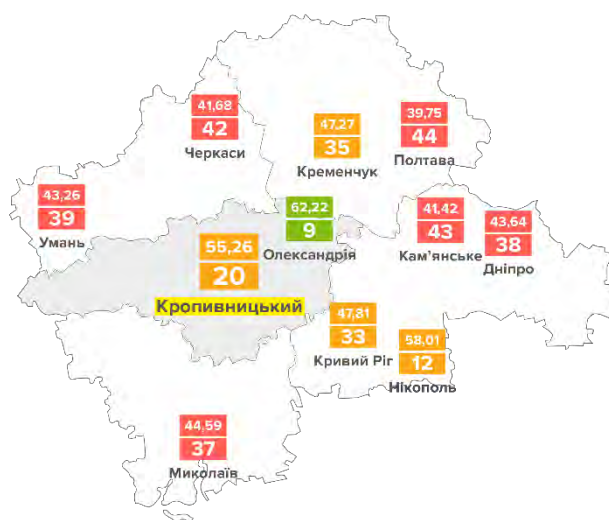 41,68
42
Черкаси
47,27
35
Кременчук
39,75
44
Полтава
43,26
39
Умань
62,22
9
Олександрія
41,42
43
Кам'янське
43,64
38
Дніпро
55,26
20
Кропивницький
47,81
33
Кривий Ріг
58,01
12
Нікополь
44,59
37
Миколаїв